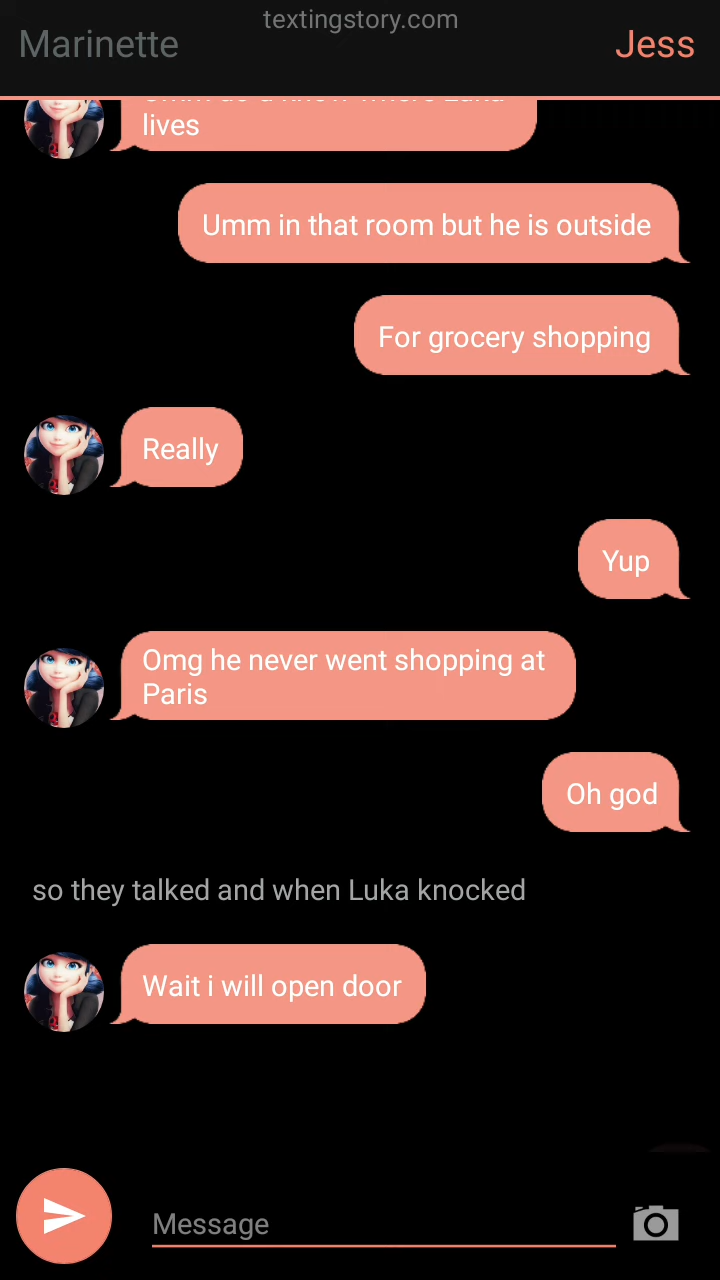 textingstory.com
Marinette
Jess
lives
Umm in that room but he is outside
For grocery shopping
Really
Yup
Omg he never went shopping at
Paris
Oh god
so they talked and when Luka knocked
Wait i will open door
Message